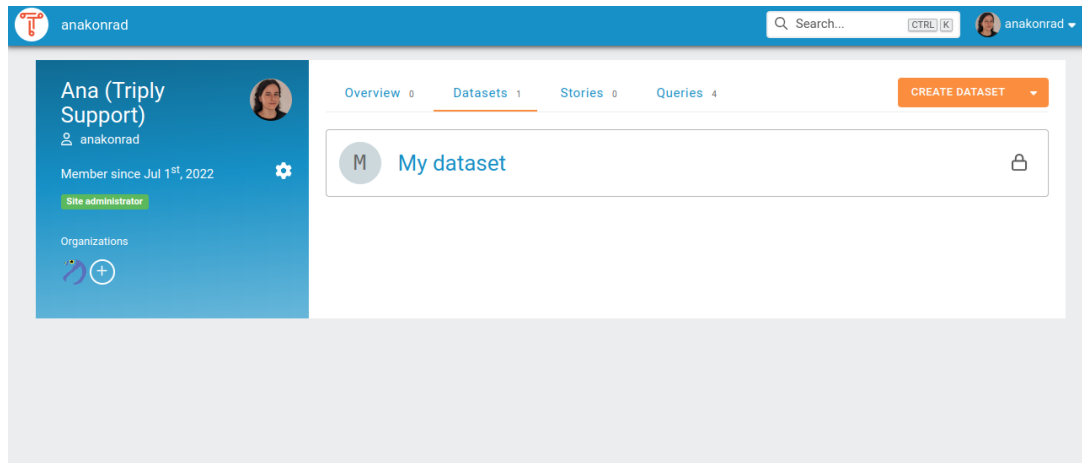 anakonrad
Search... CTRL K
anakonrad
Ana (Triply
Support)
anakonrad
Member since Jul 1st, 2022
Site administrator
Organizations
Overview 0 Datasets 1 Stories 0 Queries 4
CREATE DATASET
M My dataset